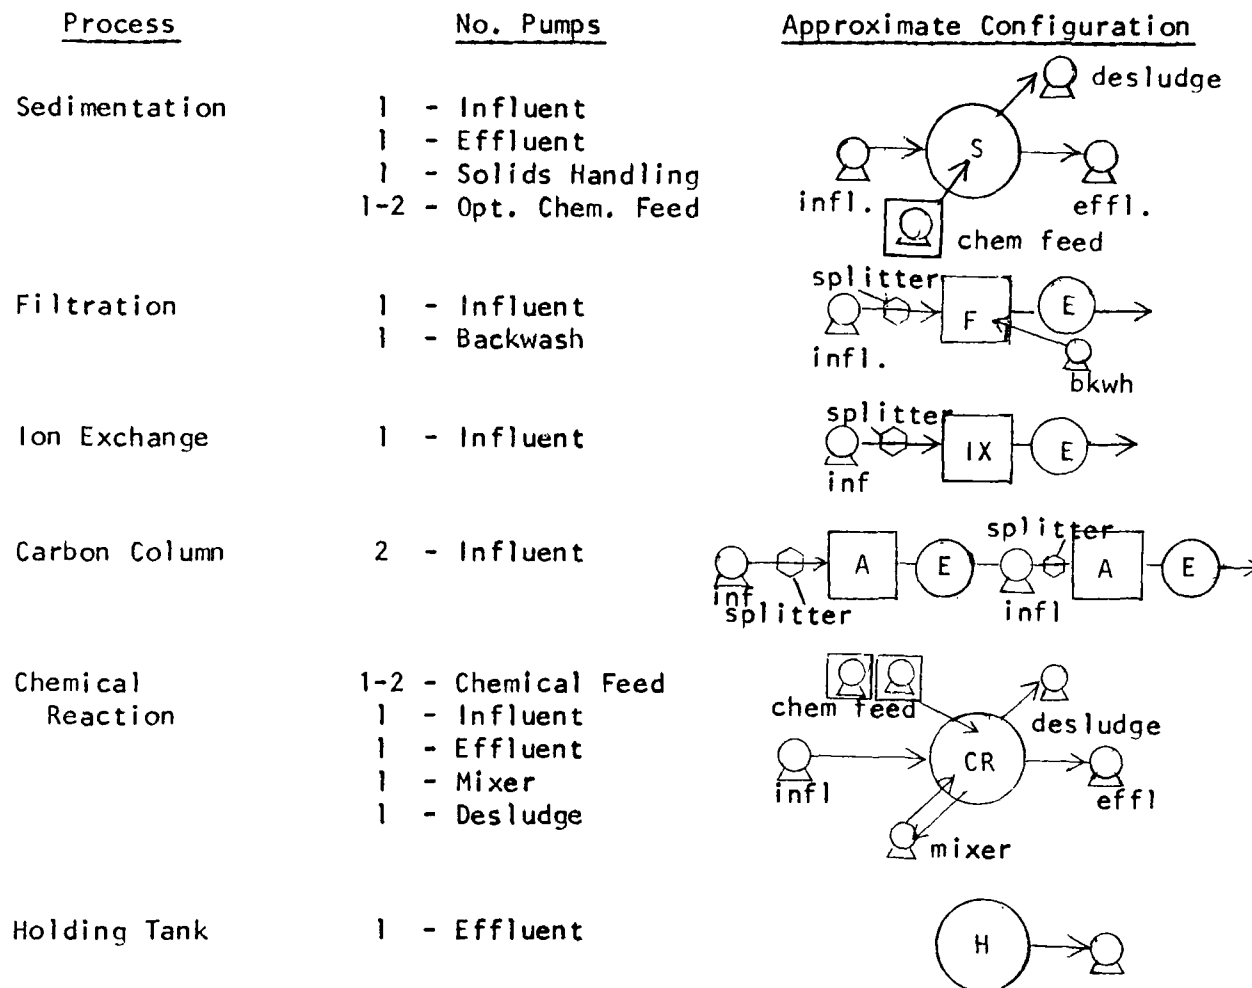 Process No. Pumps Approximate Configuration
desludge
Sedimentation 1 - Influent
1 - Effluent
S
1 - Solids Handling
1-2 - Opt. Chem. Feed
infl. effl.
chem feed
splitter
Filtration 1 - Influent
F E
1 - Backwash
infl.
bkwh
splitter
Ion Exchange 1 - Influent
IX E
inf
splitter
Carbon Column 2 - Influent
A E A E
inf
splitter
infl
Chemical
Reaction
1-2 - Chemical Feed
1 - Influent
1 - Effluent
1 - Mixer
1 - Desludge
chem feed
desludge
CR
infl
effl
mixer
Holding Tank 1 - Effluent
H